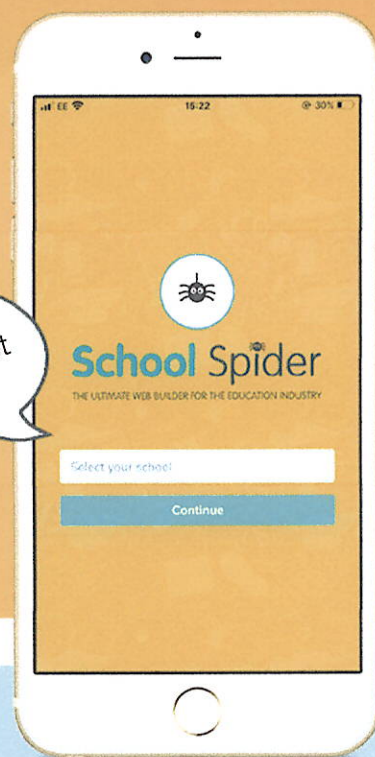 EE 15:22 @ 30%
t
School Spider
THE ULTIMATE WEB BUILDER FOR THE EDUCATION INDUSTRY
Select your school
Continue